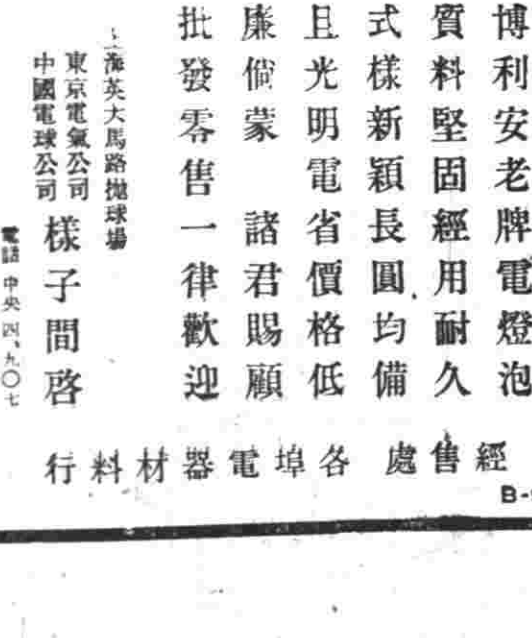 博利安老牌電燈泡
質料堅固經用耐久
式樣新穎長圓均備
且光明電省價格低
廉倘蒙 諸君賜顧
批發零售一律歡迎
上海英大馬路拋球場
東京電氣公司
中國電球公司
樣子間啓
電話 中央 四、九〇七
經售處 各埠電器材料行
B-